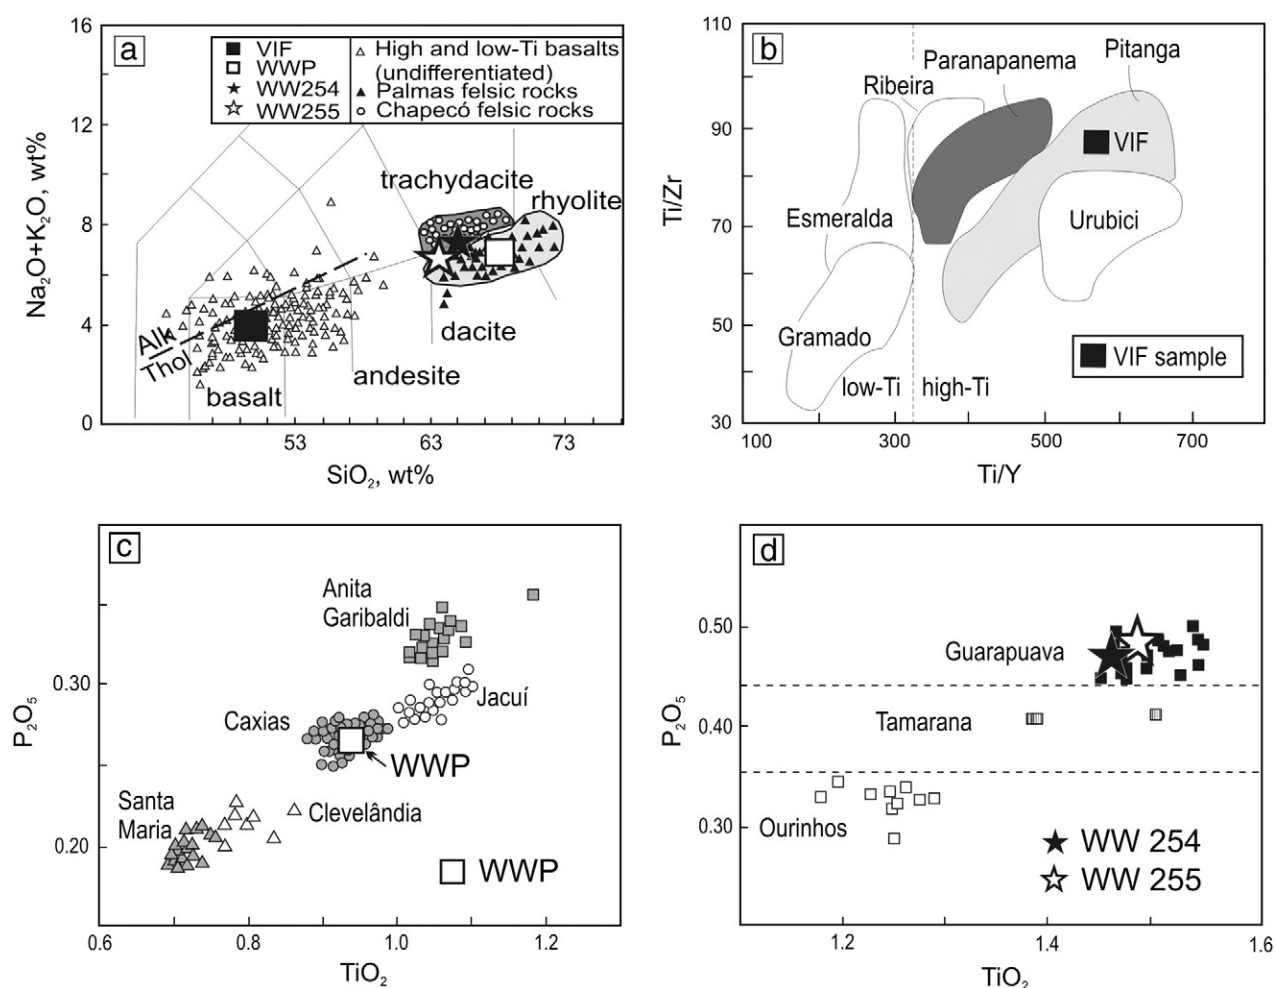 a
VIF
WWP
WW254
WW255
High and low-Ti basalts
(undifferentiated)
Palmas felsic rocks
Chapecó felsic rocks
16
12
8
4
0
Na2O+K2O, wt%
trachydacite
rhyolite
Alk
Thol
dacite
andesite
basalt
53
63
73
SiO2, wt%
b
110
90
70
50
30
Ti/Zr
Paranapanema
Pitanga
Ribeira
VIF
Esmeralda
Urubici
Gramado
VIF sample
low-Ti
high-Ti
100
300
500
700
Ti/Y
c
Anita
Garibaldi
0.30
0.20
P2O5
Jacuí
Caxias
WWP
Santa
Maria
Clevelândia
WWP
0.6
0.8
1.0
1.2
TiO2
d
0.50
0.40
0.30
P2O5
Guarapuava
Tamarana
Ourinhos
WW 254
WW 255
1.2
1.4
1.6
TiO2